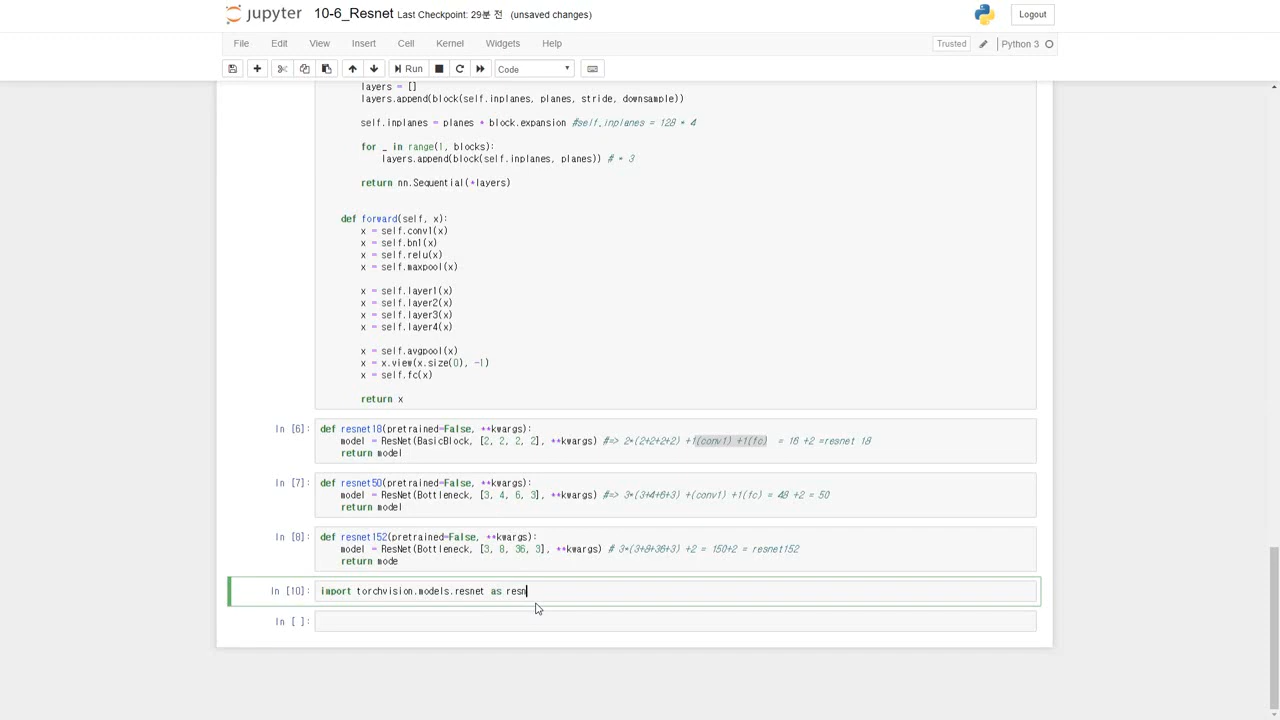 jupyter 10-6_Resnet Last Checkpoint: 29분 전 (unsaved changes) Logout
File Edit View Insert Cell Kernel Widgets Help Trusted Python 3
Run Code
layers = []
layers.append(block(self.inplanes, planes, stride, downsample))
self.inplanes = planes * block.expansion #self.inplanes = 128 * 4
for _ in range(1, blocks):
layers.append(block(self.inplanes, planes)) # * 3
return nn.Sequential(*layers)
def forward(self, x):
x = self.conv1(x)
x = self.bn1(x)
x = self.relu(x)
x = self.maxpool(x)
x = self.layer1(x)
x = self.layer2(x)
x = self.layer3(x)
x = self.layer4(x)
x = self.avgpool(x)
x = x.view(x.size(0), -1)
x = self.fc(x)
return x
In [6]: def resnet18(pretrained=False, **kwargs):
model = ResNet(BasicBlock, [2, 2, 2, 2], **kwargs) #=> 2*(2+2+2+2) +1(conv1) +1(fc) = 16 +2 =resnet 18
return model
In [7]: def resnet50(pretrained=False, **kwargs):
model = ResNet(Bottleneck, [3, 4, 6, 3], **kwargs) #=> 3*(3+4+6+3) +(conv1) +1(fc) = 48 +2 = 50
return model
In [8]: def resnet152(pretrained=False, **kwargs):
model = ResNet(Bottleneck, [3, 8, 36, 3], **kwargs) # 3*(3+8+36+3) +2 = 150+2 = resnet152
return mode
In [10]: import torchvision.models.resnet as resn
In [ ]: